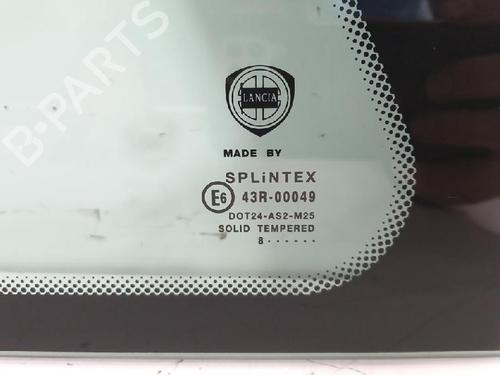 B-PARTS
LANCIA
MADE BY
SPLiNTEX
E6 43R-00049
DOT24-AS2-M25
SOLID TEMPERED
8······